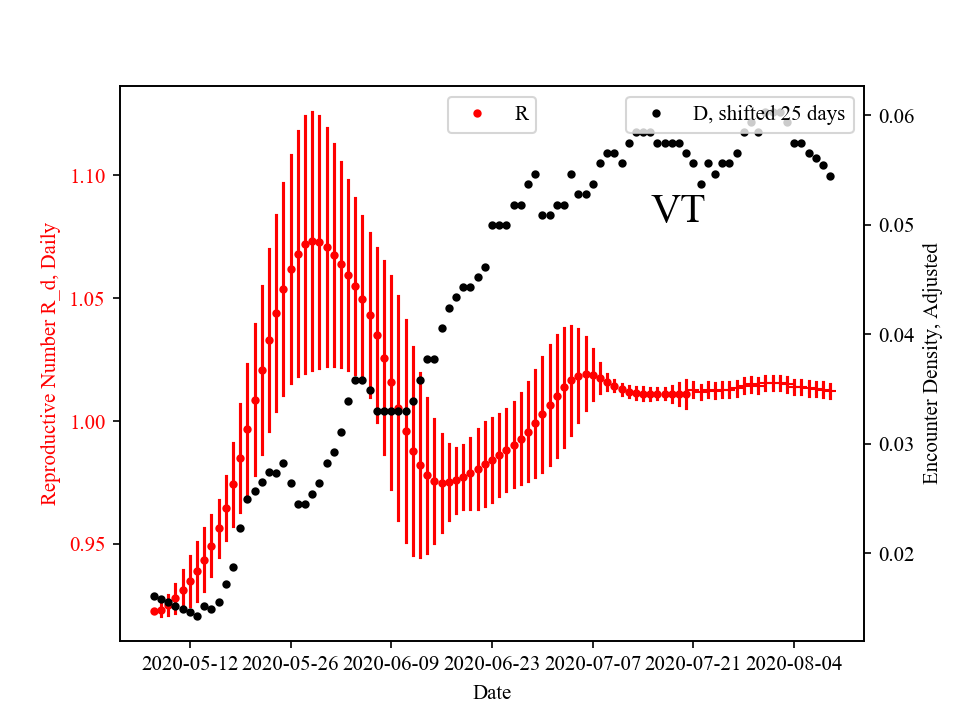 R
D, shifted 25 days
VT
Reproductive Number R_d, Daily
1.10
1.05
1.00
0.95
Encounter Density, Adjusted
0.06
0.05
0.04
0.03
0.02
2020-05-12 2020-05-26 2020-06-09 2020-06-23 2020-07-07 2020-07-21 2020-08-04
Date